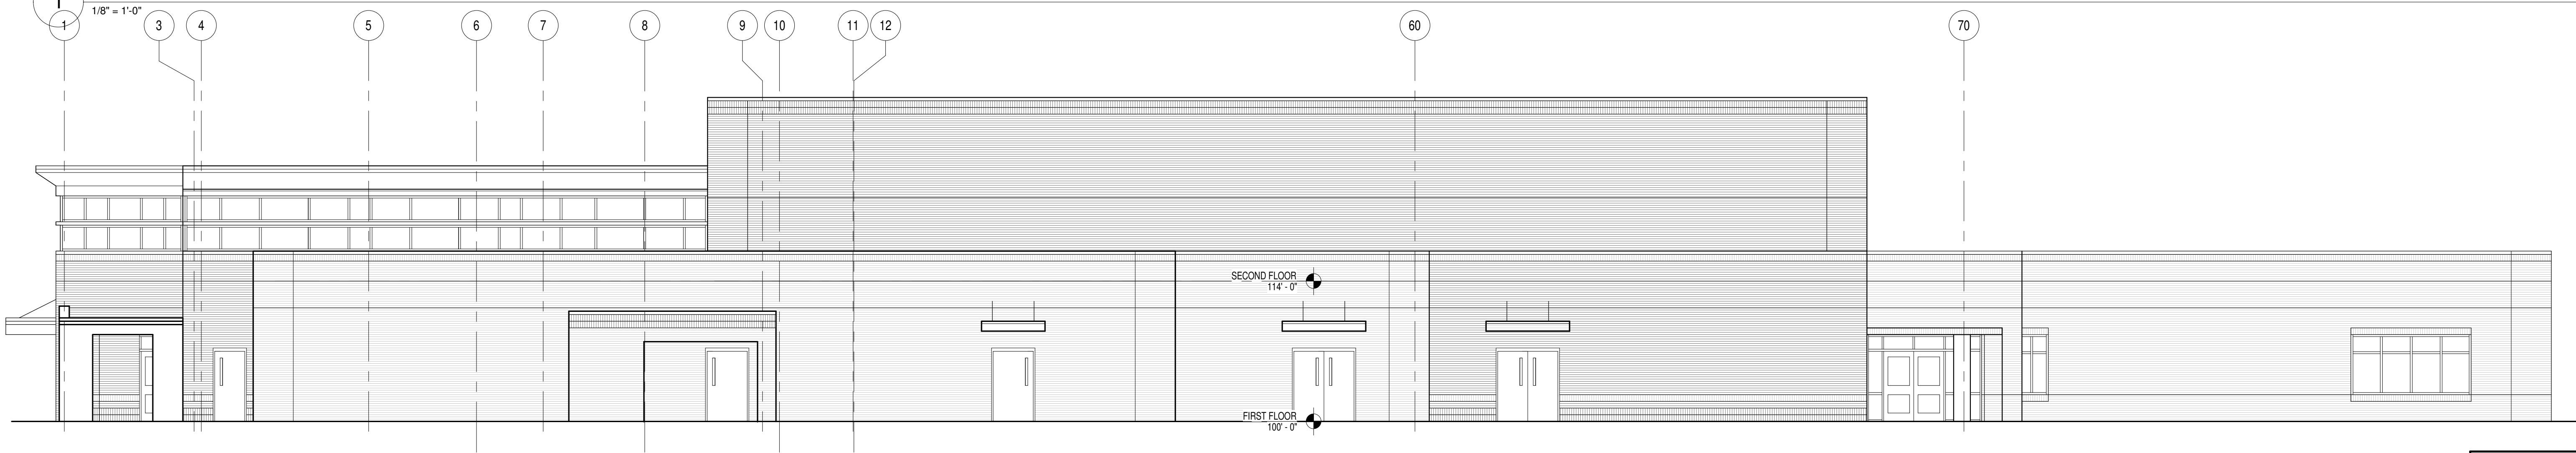 1/8" = 1'-0"
1
3
4
5
6
7
8
9
10
11
12
60
70
SECOND FLOOR
114' - 0"
FIRST FLOOR
100' - 0"